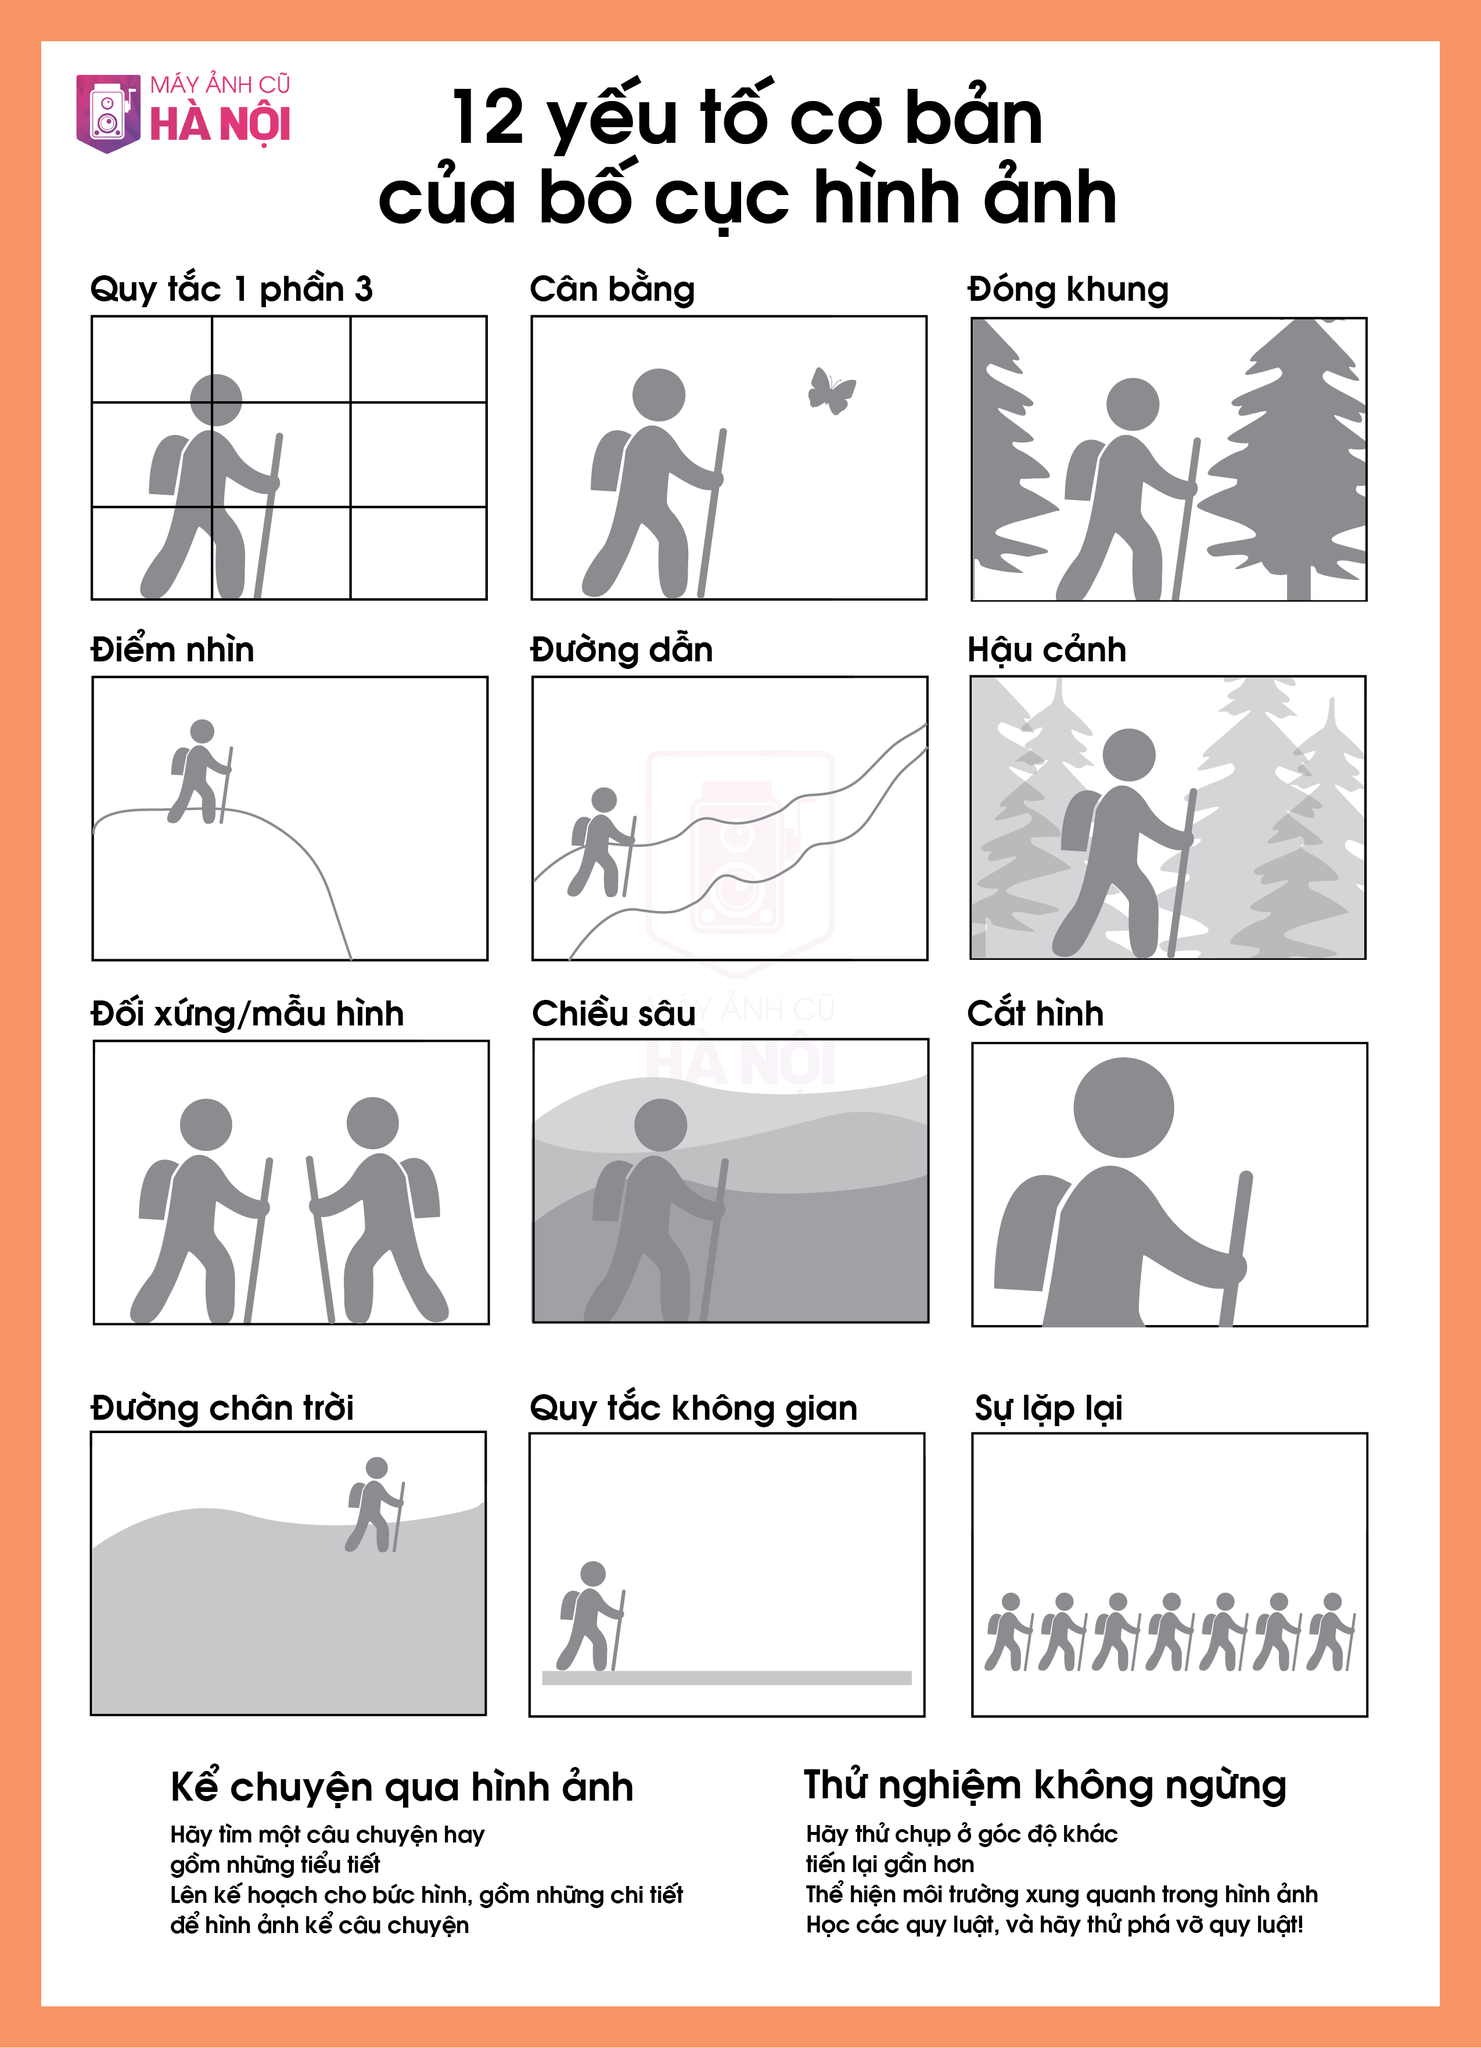 MÁY ẢNH CŨ
HÀ NỘI
12 yếu tố cơ bản
của bố cục hình ảnh
Quy tắc 1 phần 3
Cân bằng
Đóng khung
Điểm nhìn
Đường dẫn
Hậu cảnh
Đối xứng/mẫu hình
Chiều sâu
Cắt hình
MÁY ẢNH CŨ
HÀ NỘI
Đường chân trời
Quy tắc không gian
Sự lặp lại
Kể chuyện qua hình ảnh
Hãy tìm một câu chuyện hay
gồm những tiểu tiết
Lên kế hoạch cho bức hình, gồm những chi tiết
để hình ảnh kể câu chuyện
Thử nghiệm không ngừng
Hãy thử chụp ở góc độ khác
tiến lại gần hơn
Thể hiện môi trường xung quanh trong hình ảnh
Học các quy luật, và hãy thử phá vỡ quy luật!